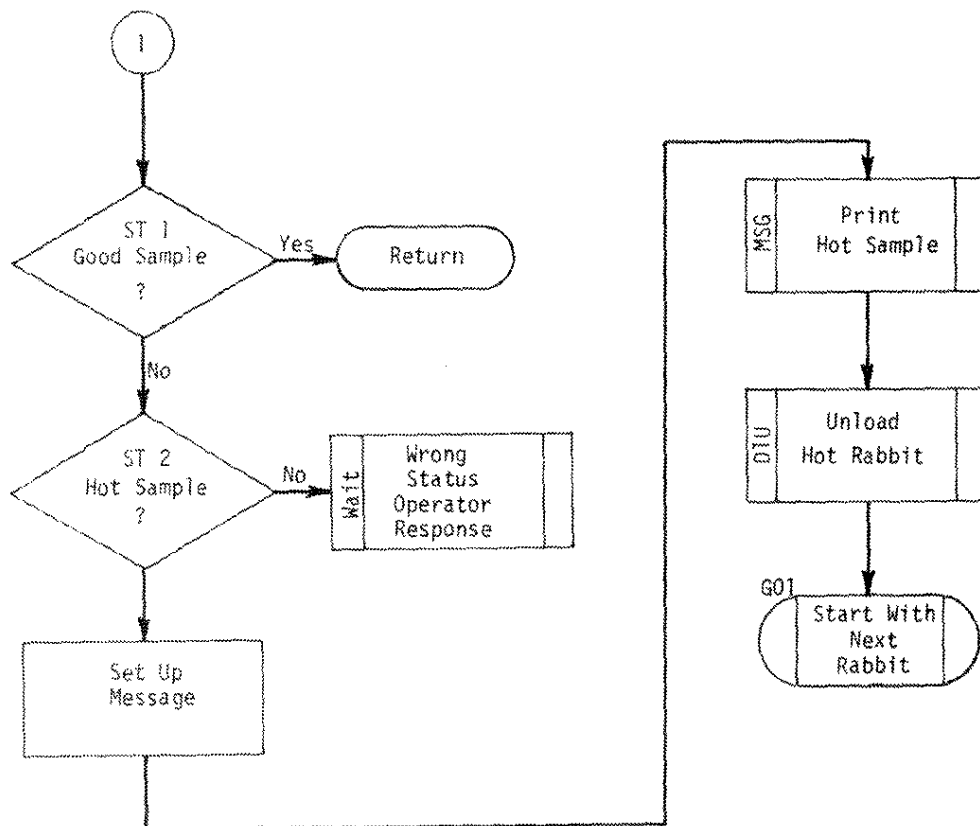 1
ST 1
Good Sample
?
Yes
Return
No
ST 2
Hot Sample
?
No
Wait
Wrong
Status
Operator
Response
Set Up
Message
MSG
Print
Hot Sample
DIU
Unload
Hot Rabbit
GO1
Start With
Next
Rabbit